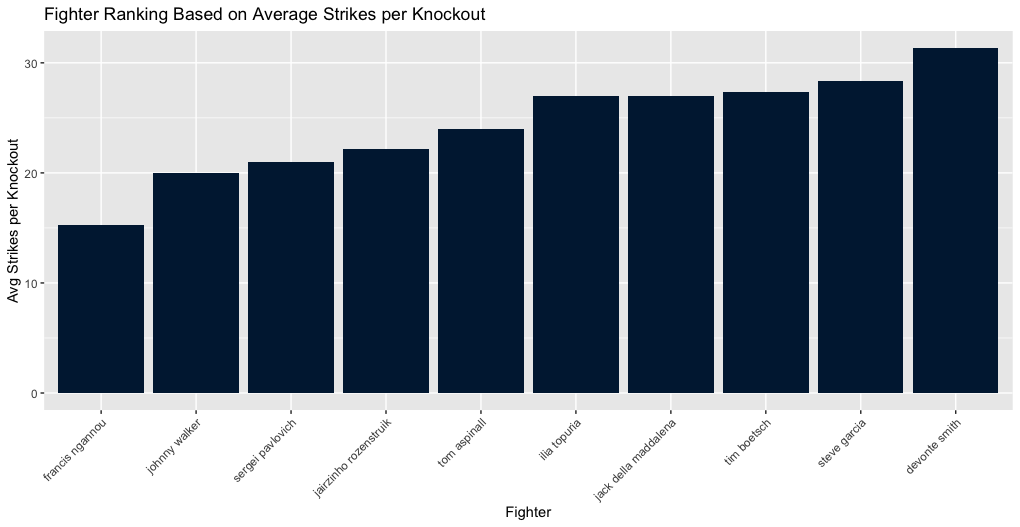 Fighter Ranking Based on Average Strikes per Knockout
Avg Strikes per Knockout
30
20
10
0
francis ngannou
johnny walker
sergei pavlovich
jairzinho rozenstruik
tom aspinall
ilia topuria
jack della maddalena
tim boetsch
steve garcia
devonte smith
Fighter